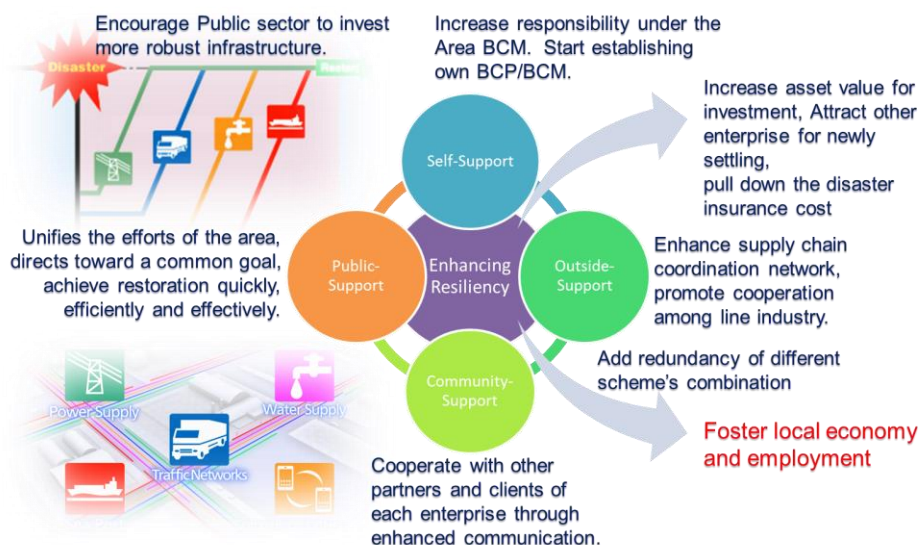 Encourage Public sector to invest
more robust infrastructure.
Increase responsibility under the
Area BCM. Start establishing
own BCP/BCM.
Disaster
Restart
Increase asset value for
investment, Attract other
enterprise for newly
settling,
pull down the disaster
insurance cost
Self-Support
Unifies the efforts of the area,
directs toward a common goal,
achieve restoration quickly,
efficiently and effectively.
Public-
Support
Enhancing
Resiliency
Outside-
Support
Enhance supply chain
coordination network,
promote cooperation
among line industry.
Community-
Support
Add redundancy of different
scheme's combination
Power Supply
Water Supply
Traffic Networks
Foster local economy
and employment
Cooperate with other
partners and clients of
each enterprise through
enhanced communication.